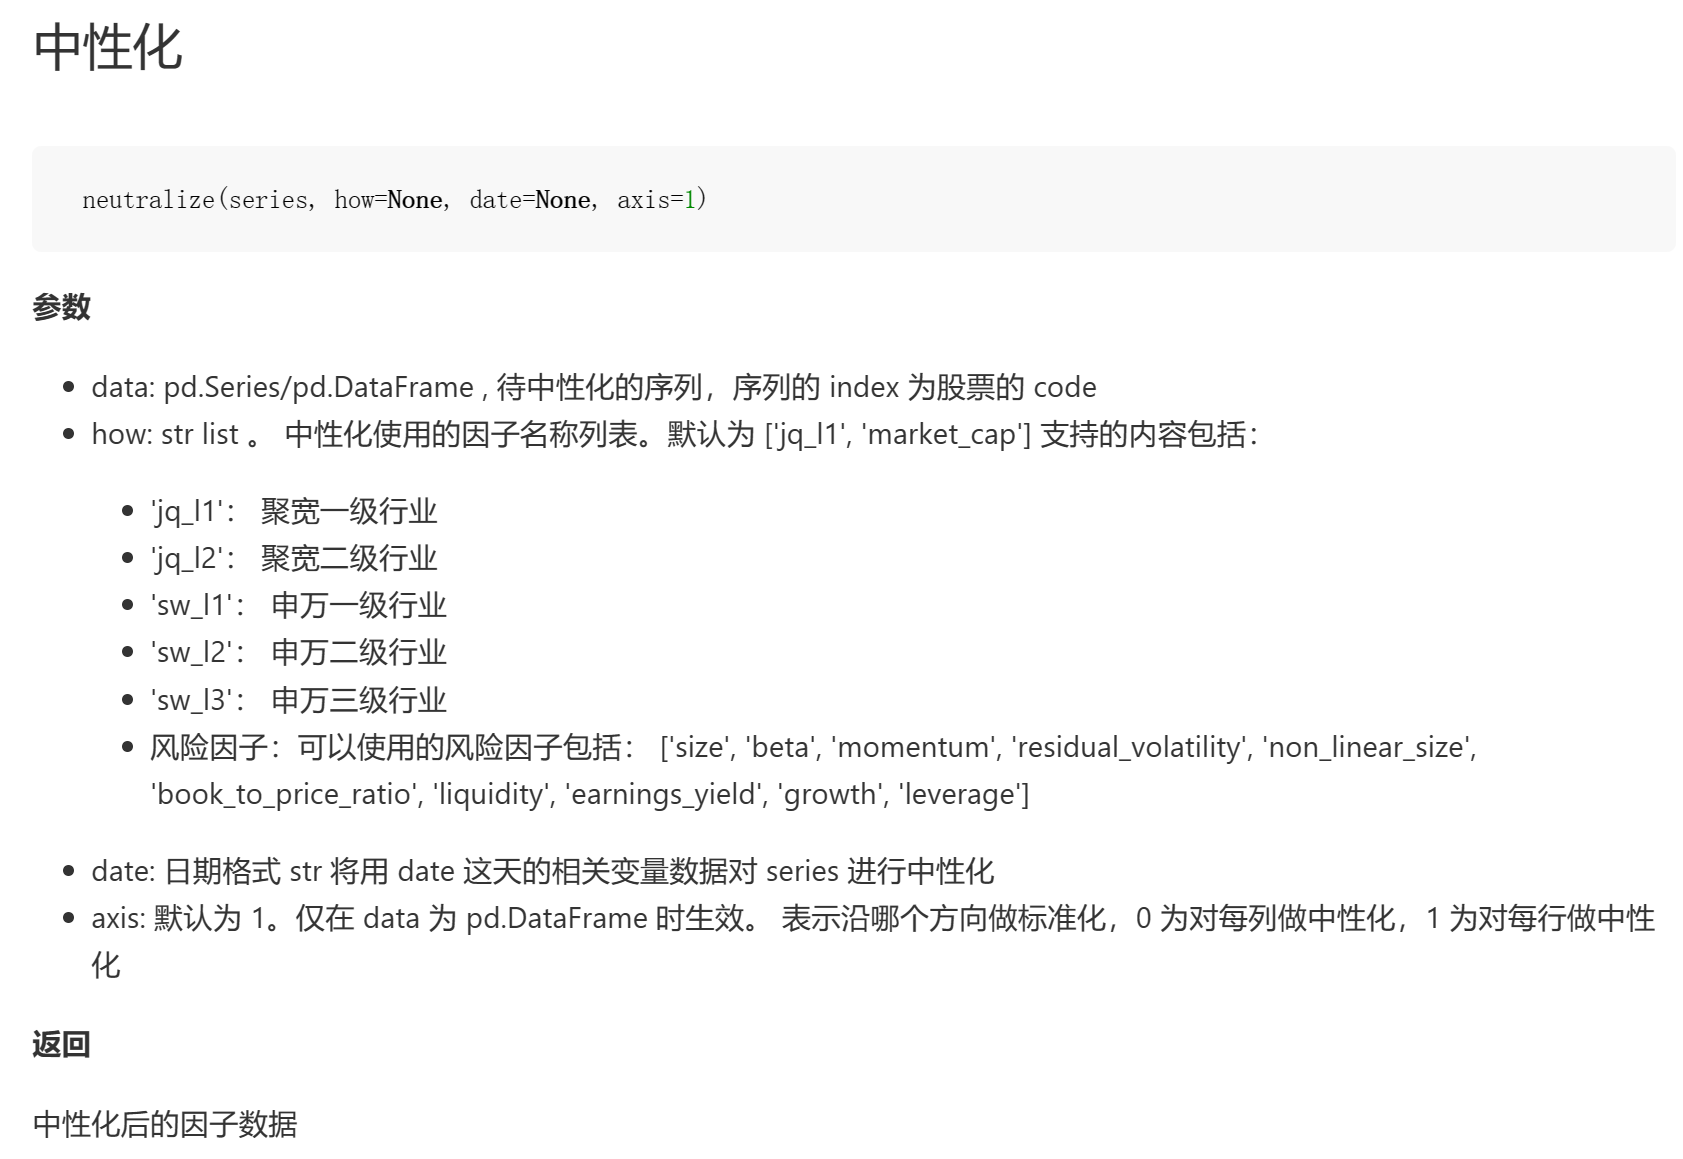 中性化
neutralize(series, how=None, date=None, axis=1)
参数
data: pd.Series/pd.DataFrame , 待中性化的序列，序列的 index 为股票的 code
how: str list 。 中性化使用的因子名称列表。默认为 ['jq_l1', 'market_cap'] 支持的内容包括：
'jq_l1'： 聚宽一级行业
'jq_l2'： 聚宽二级行业
'sw_l1'： 申万一级行业
'sw_l2'： 申万二级行业
'sw_l3'： 申万三级行业
风险因子：可以使用的风险因子包括： ['size', 'beta', 'momentum', 'residual_volatility', 'non_linear_size',
'book_to_price_ratio', 'liquidity', 'earnings_yield', 'growth', 'leverage']
date: 日期格式 str 将用 date 这天的相关变量数据对 series 进行中性化
axis: 默认为 1。仅在 data 为 pd.DataFrame 时生效。 表示沿哪个方向做标准化，0 为对每列做中性化，1 为对每行做中性
化
返回
中性化后的因子数据